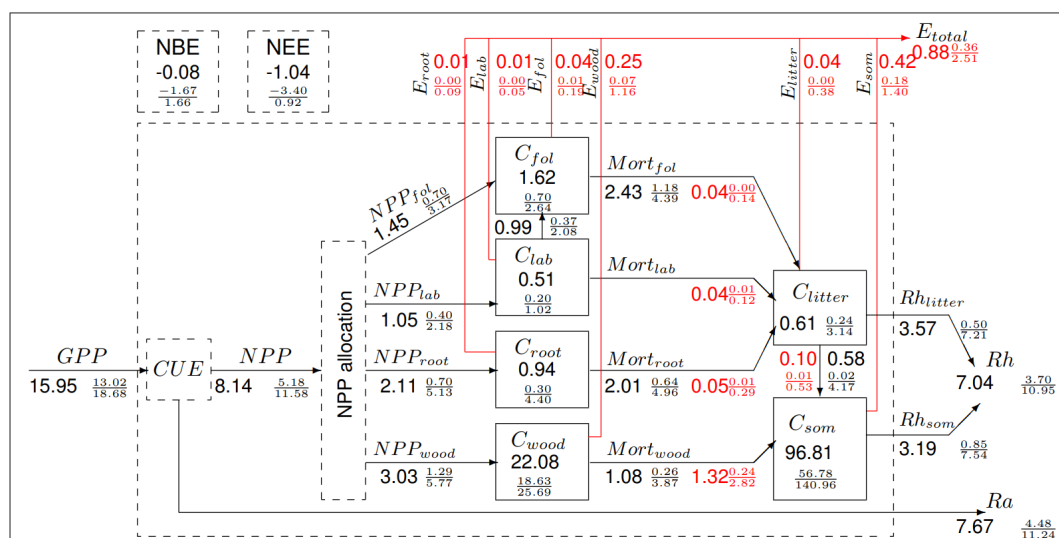 NBE
-0.08
-1.67
1.66
NEE
-1.04
-3.40
0.92
E_total
0.88 0.36
2.51
E_root
0.01
0.00
0.09
E_lab
0.01
0.00
0.05
E_fol
0.04
0.01
0.19
E_wood
0.25
0.07
1.16
E_litter
0.04
0.00
0.38
E_som
0.42
0.18
1.40
C_fol
1.62
0.70
2.64
Mort_fol
2.43 1.18
4.39
0.04 0.00
0.14
NPP_fol
1.45 0.70
3.17
0.99 0.37
2.08
C_lab
0.51
0.20
1.02
Mort_lab
0.04 0.01
0.12
NPP_lab
1.05 0.40
2.18
C_litter
0.61 0.24
3.14
Rh_litter
3.57 0.50
7.21
GPP
15.95 13.02
18.68
CUE
NPP
8.14 5.18
11.58
NPP allocation
NPP_root
2.11 0.70
5.13
C_root
0.94
0.30
4.40
Mort_root
2.01 0.64
4.96
0.05 0.01
0.29
0.10 0.58
0.01 0.02
0.53 4.17
Rh
7.04 3.70
10.95
NPP_wood
3.03 1.29
5.77
C_wood
22.08
18.63
25.69
Mort_wood
1.08 0.26
3.87
1.32 0.24
2.82
C_som
96.81
56.78
140.96
Rh_som
3.19 0.85
7.54
Ra
7.67 4.48
11.24